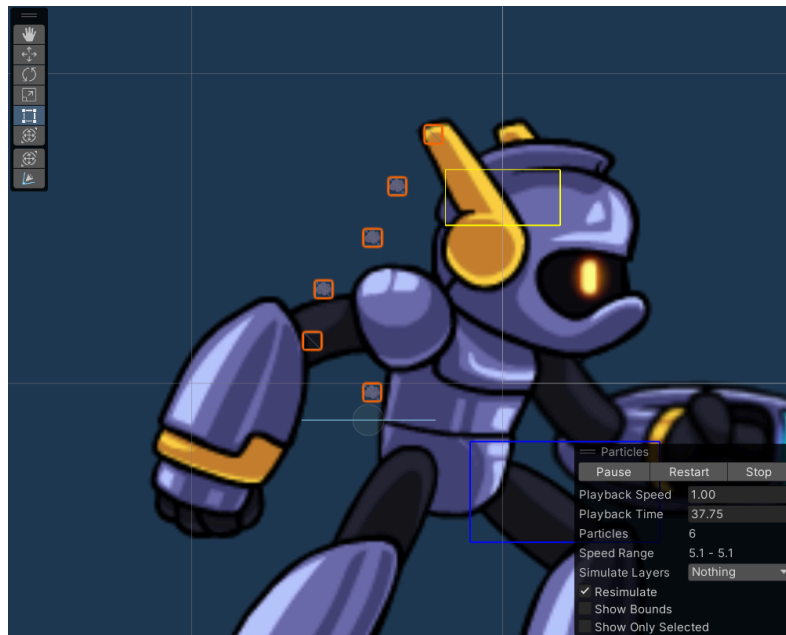 Particles
Pause Restart Stop
Playback Speed 1.00
Playback Time 37.75
Particles 6
Speed Range 5.1 - 5.1
Simulate Layers Nothing
Resimulate
Show Bounds
Show Only Selected